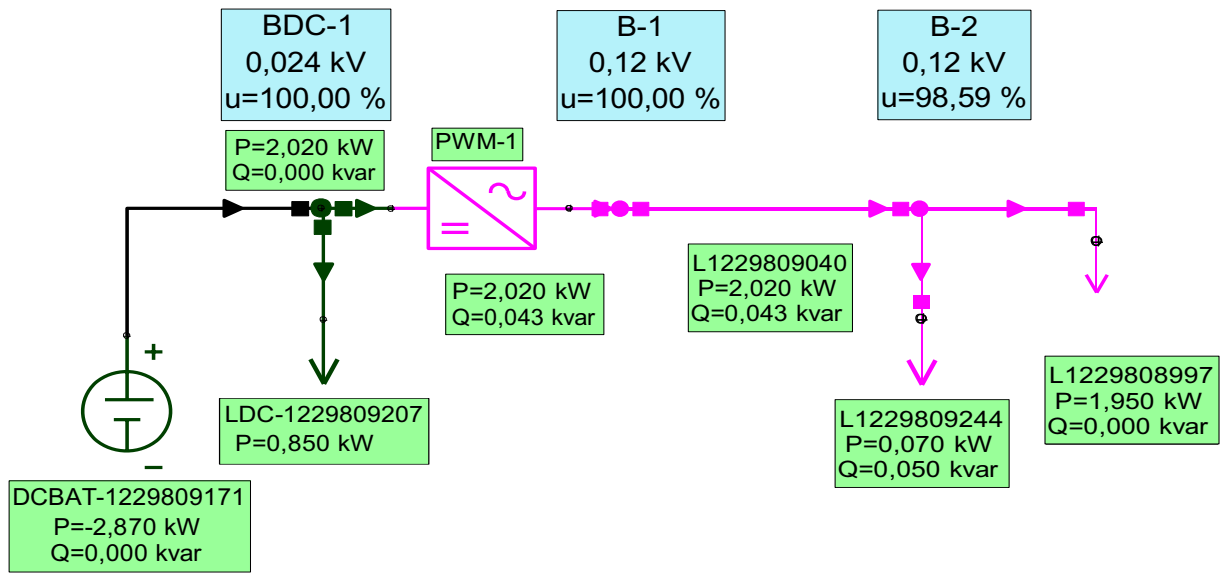 BDC-1
0,024 kV
u=100,00 %
B-1
0,12 kV
u=100,00 %
B-2
0,12 kV
u=98,59 %
P=2,020 kW
Q=0,000 kvar
PWM-1
P=2,020 kW
Q=0,043 kvar
L1229809040
P=2,020 kW
Q=0,043 kvar
L1229808997
P=1,950 kW
Q=0,000 kvar
LDC-1229809207
P=0,850 kW
L1229809244
P=0,070 kW
Q=0,050 kvar
+
−
DCBAT-1229809171
P=-2,870 kW
Q=0,000 kvar